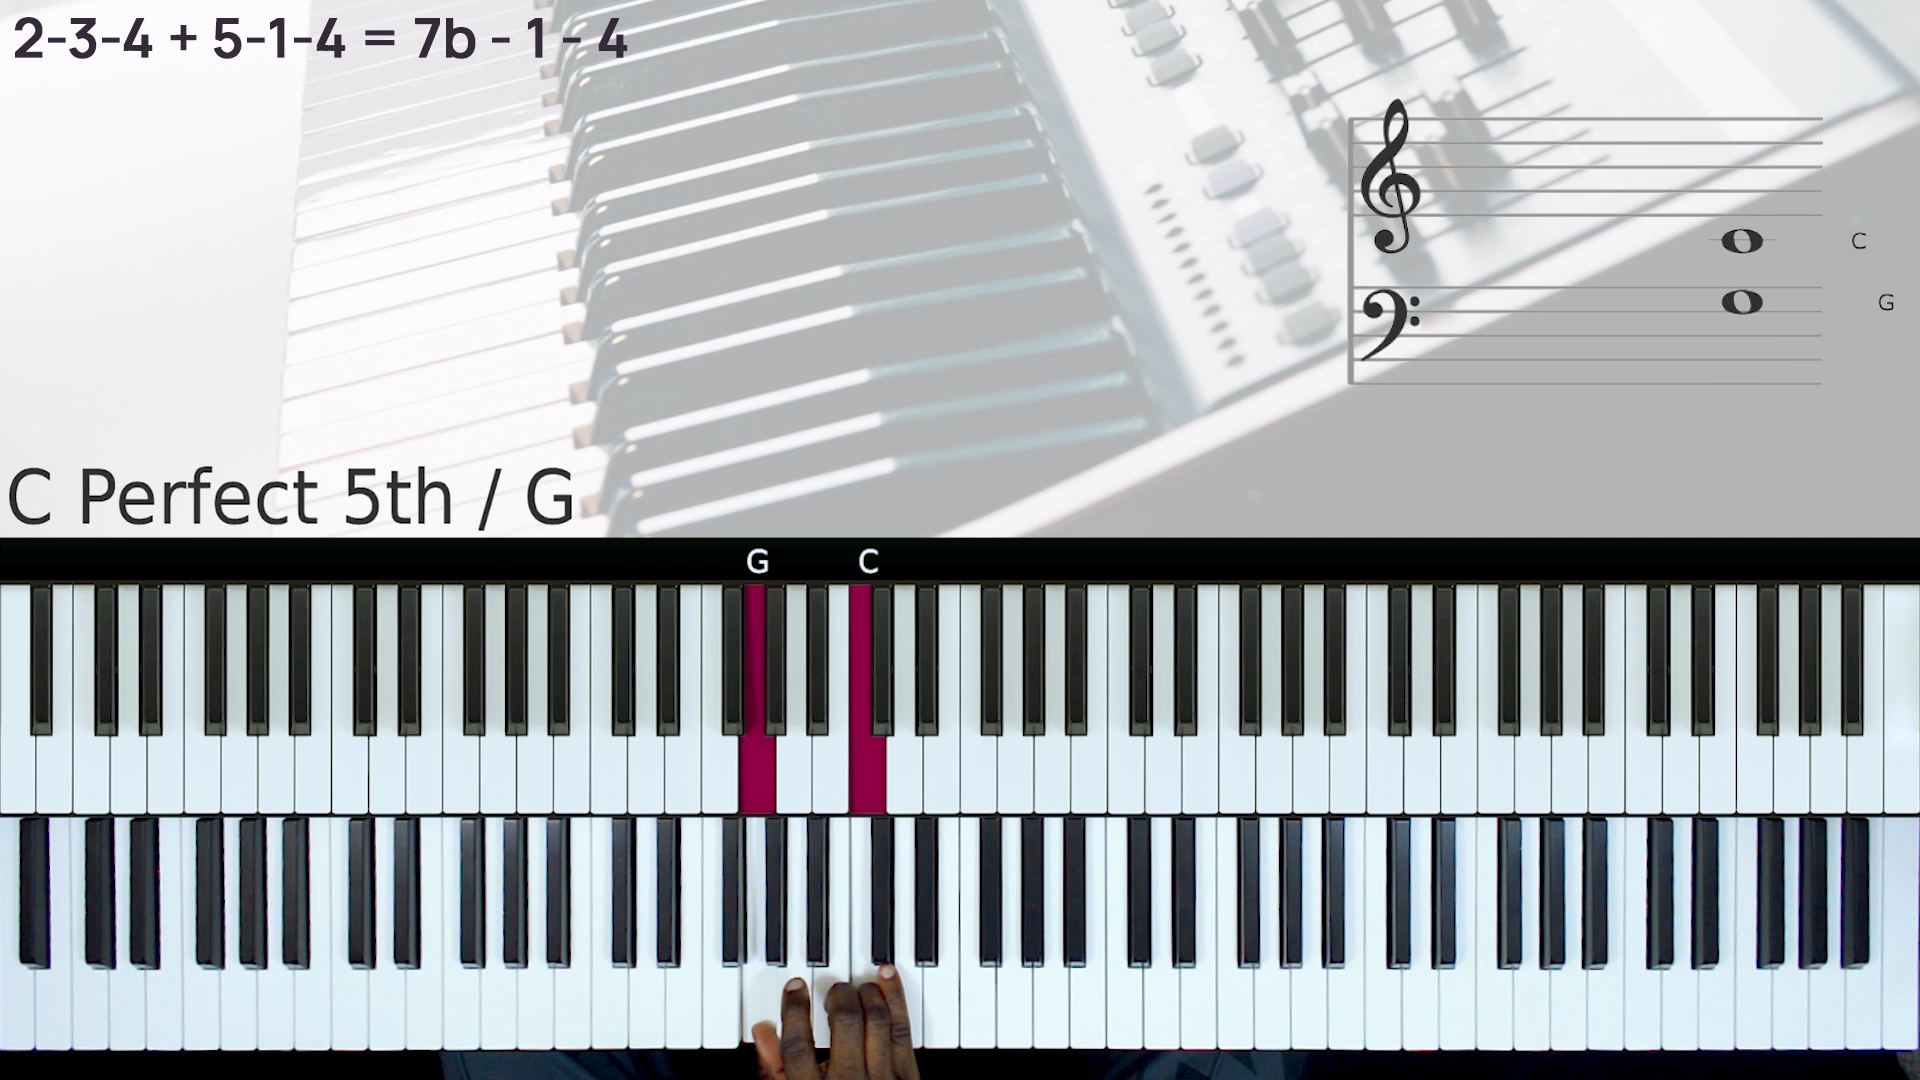 2-3-4 + 5-1-4 = 7b - 1 - 4
C
G
C Perfect 5th / G
G C